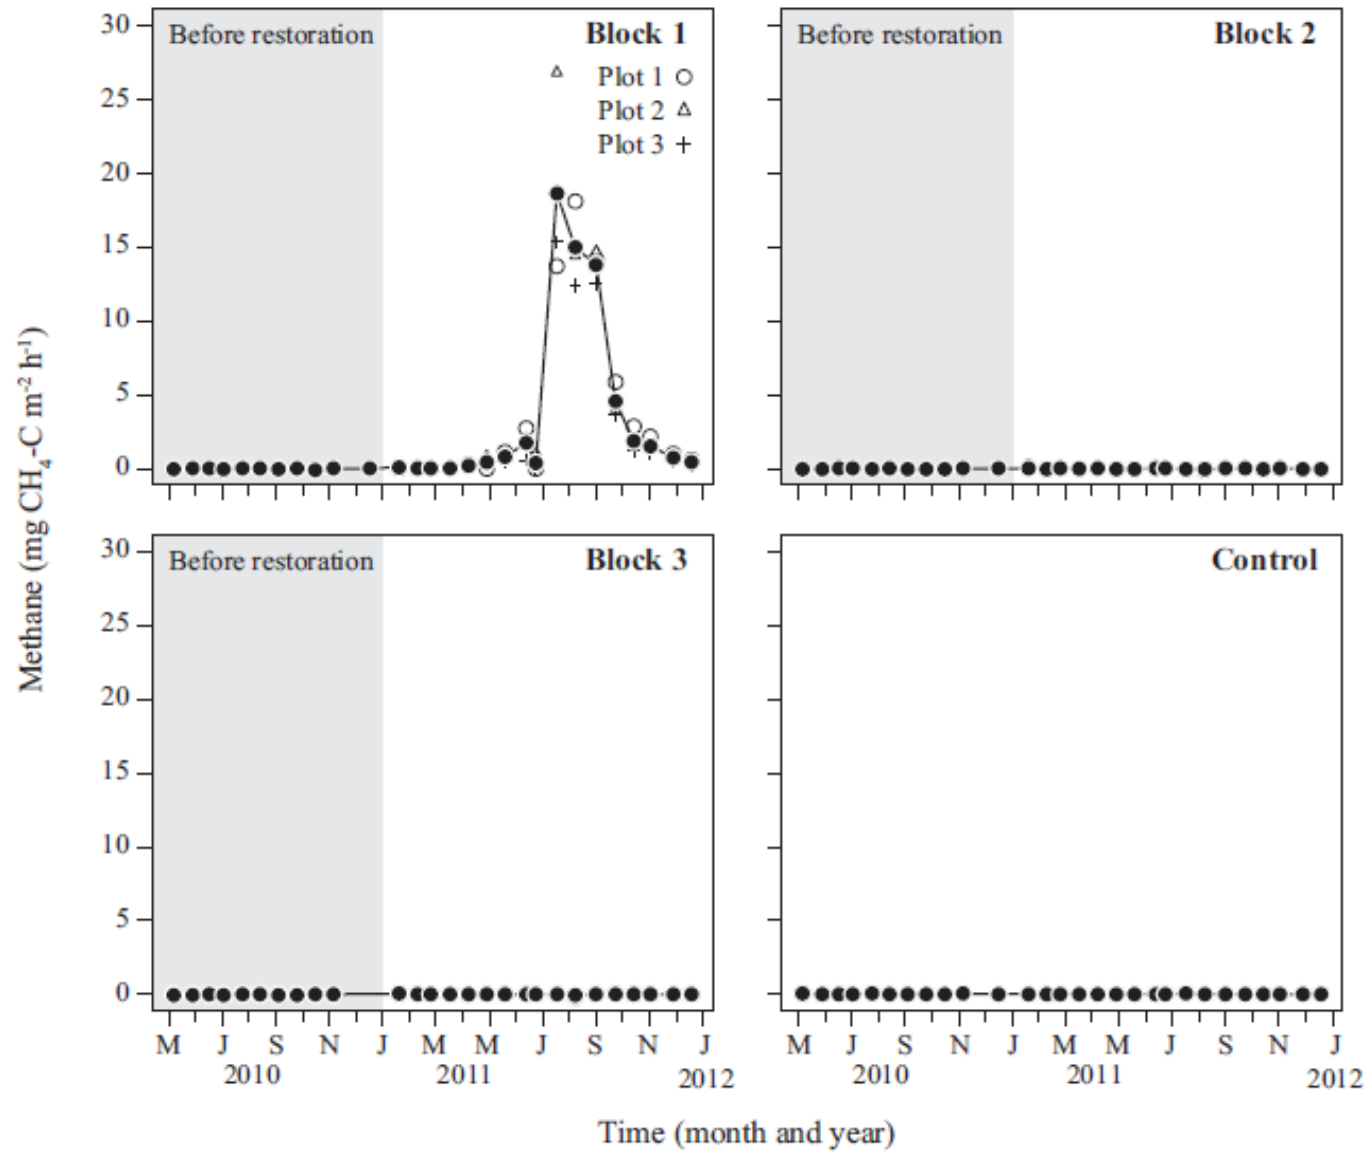 Methane (mg CH4-C m-2 h-1)
30
25
20
15
10
5
0
Before restoration
Block 1
Plot 1
Plot 2
Plot 3
Before restoration
Block 2
30
25
20
15
10
5
0
Before restoration
Block 3
Control
M J S N J M M J S N J
2010 2011 2012
M J S N J M M J S N J
2010 2011 2012
Time (month and year)